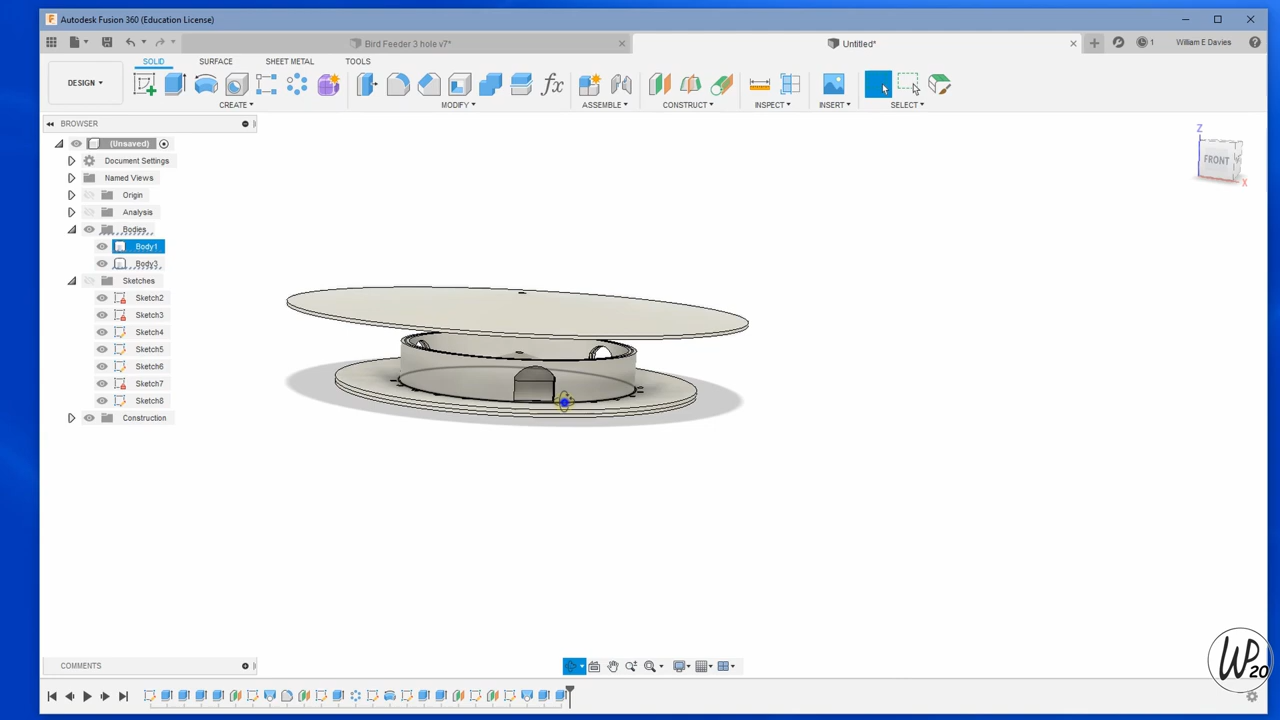 Autodesk Fusion 360 (Education License)
Bird Feeder 3 hole v7*
Untitled*
1
William E Davies
DESIGN
SOLID
SURFACE
SHEET METAL
TOOLS
CREATE
MODIFY
ASSEMBLE
CONSTRUCT
INSPECT
INSERT
SELECT
BROWSER
(Unsaved)
Document Settings
Named Views
Origin
Analysis
Bodies
Body1
Body3
Sketches
Sketch2
Sketch3
Sketch4
Sketch5
Sketch6
Sketch7
Sketch8
Construction
Z
FRONT
X
COMMENTS
20